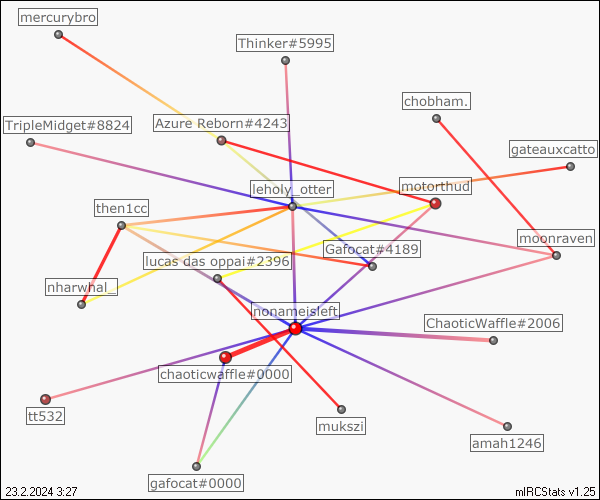 mercurybro
Thinker#5995
chobham.
TripleMidget#8824
Azure Reborn#4243
gateauxcatto
leholy_otter
motorthud
then1cc
moonraven
Gafocat#4189
lucas das oppai#2396
nharwhal_
nonameisleft
ChaoticWaffle#2006
chaoticwaffle#0000
tt532
mukszi
amah1246
gafocat#0000
23.2.2024 3:27
mIRCStats v1.25